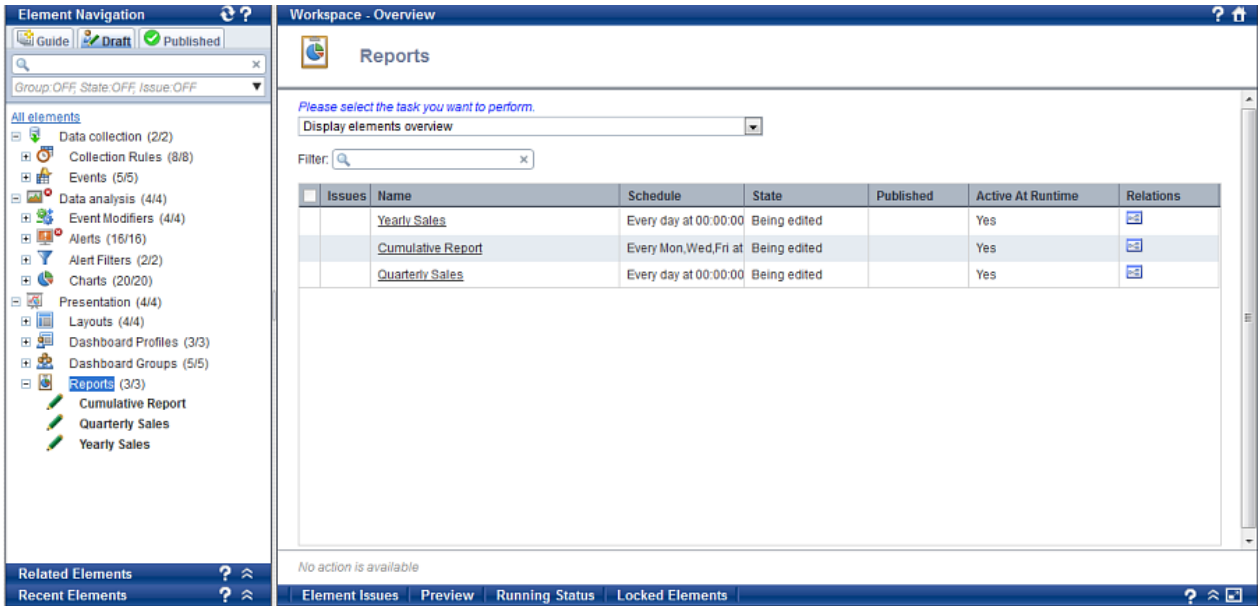 Element Navigation
Guide Draft Published
Group:OFF, State:OFF, Issue:OFF
All elements
Data collection (2/2)
Collection Rules (8/8)
Events (5/5)
Data analysis (4/4)
Event Modifiers (4/4)
Alerts (16/16)
Alert Filters (2/2)
Charts (20/20)
Presentation (4/4)
Layouts (4/4)
Dashboard Profiles (3/3)
Dashboard Groups (5/5)
Reports (3/3)
Cumulative Report
Quarterly Sales
Yearly Sales
Related Elements ?
Recent Elements ?
Workspace - Overview
Reports
Please select the task you want to perform.
Display elements overview
Filter:
Issues Name Schedule State Published Active At Runtime Relations
Yearly Sales Every day at 00:00:00 Being edited Yes
Cumulative Report Every Mon,Wed,Fri at Being edited Yes
Quarterly Sales Every day at 00:00:00 Being edited Yes
No action is available
Element Issues Preview Running Status Locked Elements ?